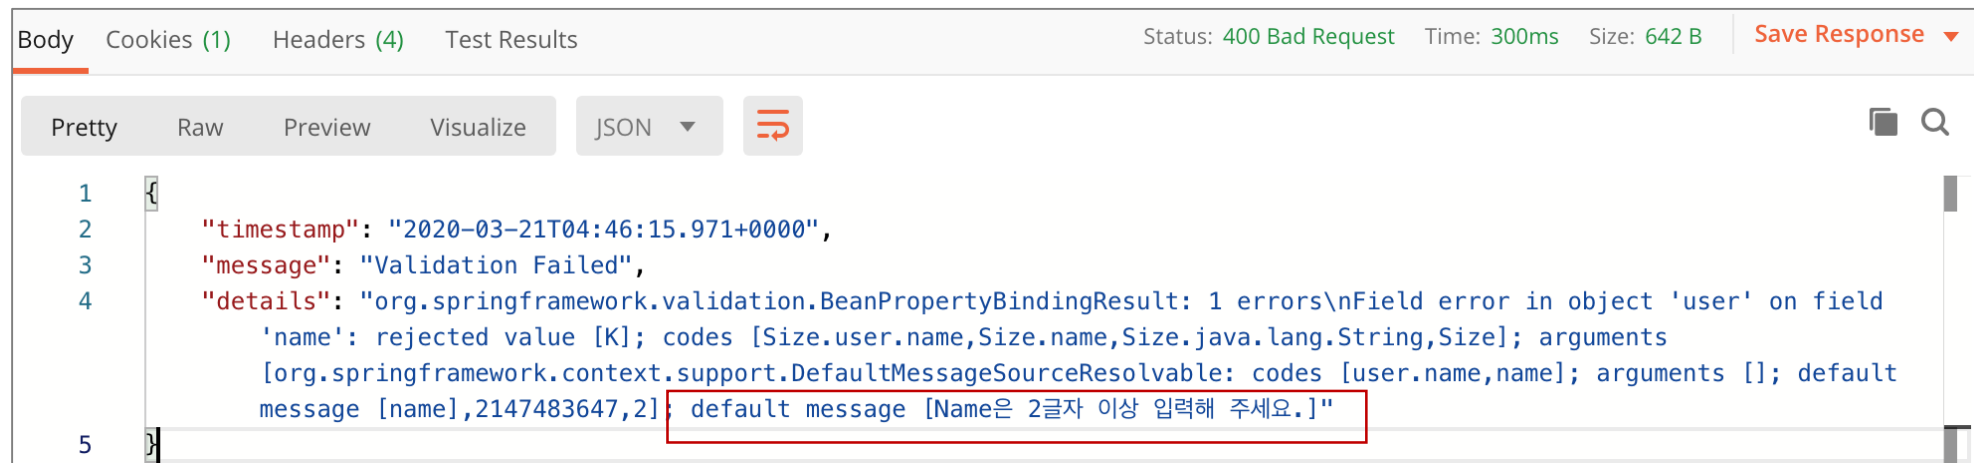 Body Cookies (1) Headers (4) Test Results Status: 400 Bad Request Time: 300ms Size: 642 B Save Response
Pretty Raw Preview Visualize JSON
1 {
2 "timestamp": "2020-03-21T04:46:15.971+0000",
3 "message": "Validation Failed",
4 "details": "org.springframework.validation.BeanPropertyBindingResult: 1 errors\nField error in object 'user' on field
'name': rejected value [K]; codes [Size.user.name,Size.name,Size.java.lang.String,Size]; arguments
[org.springframework.context.support.DefaultMessageSourceResolvable: codes [user.name,name]; arguments []; default
message [name],2147483647,2]; default message [Name은 2글자 이상 입력해 주세요.]"
5 }